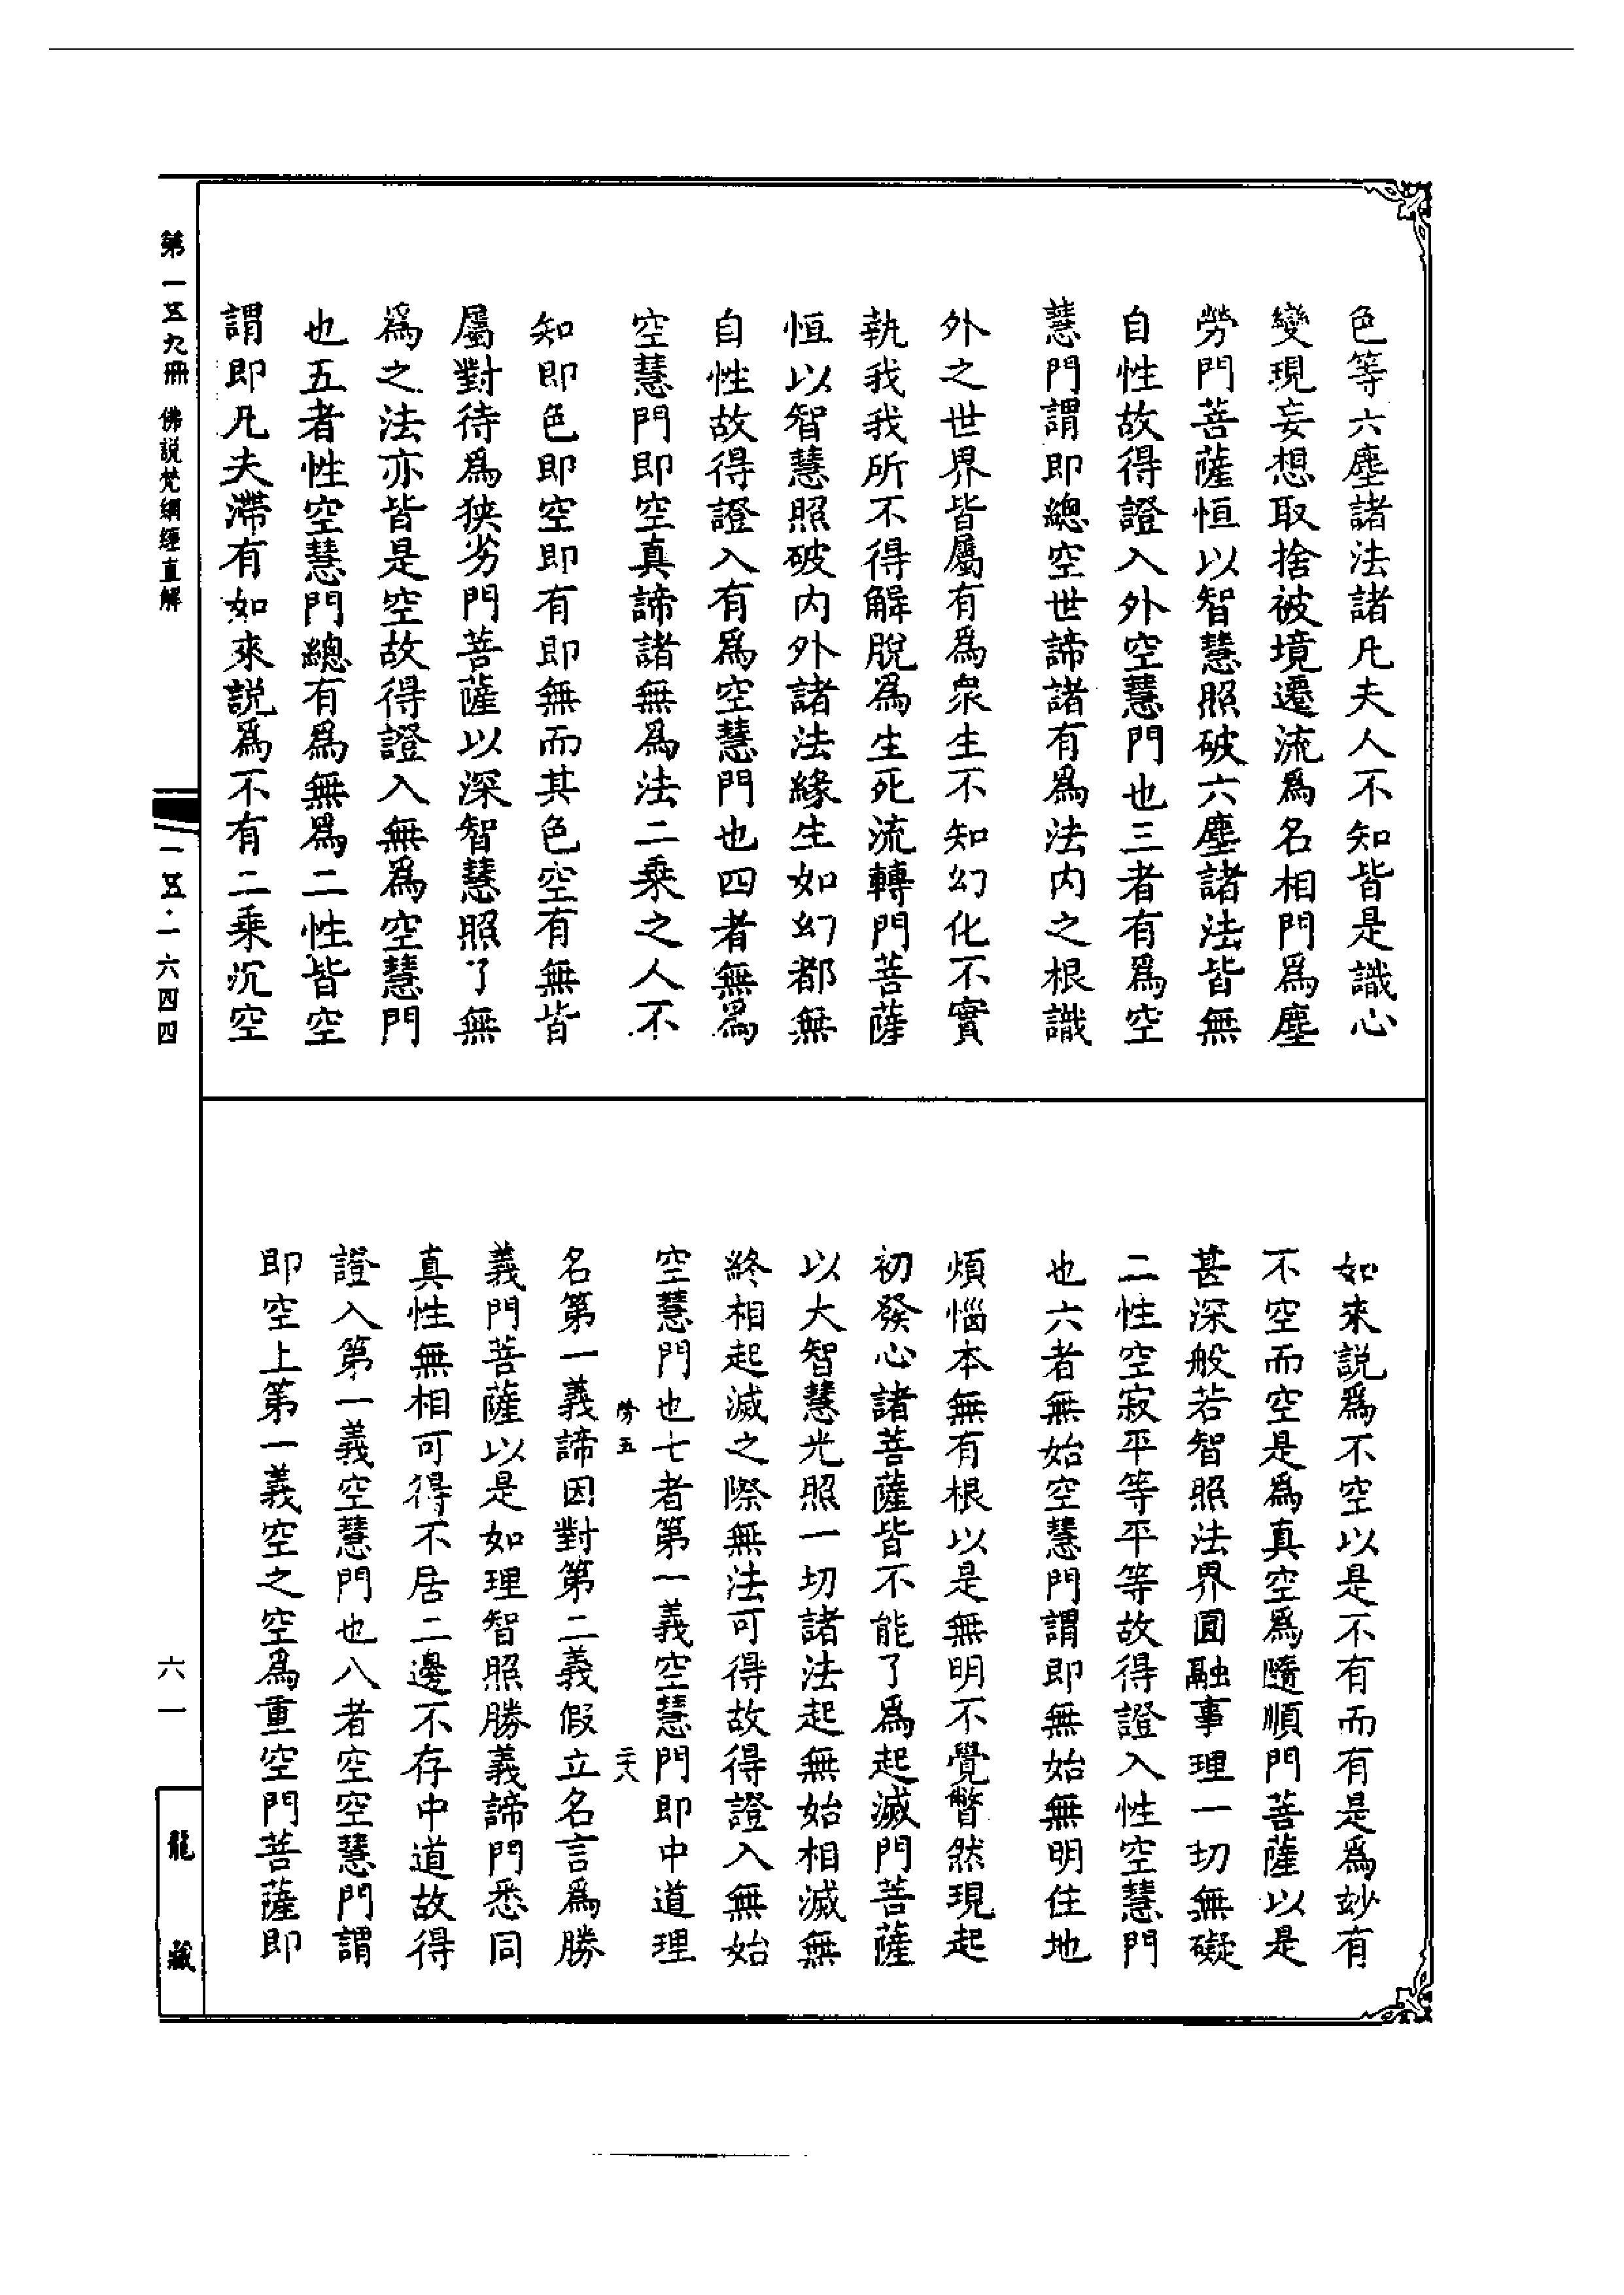 色等六塵諸法諸凡夫人不知皆是識心
變現妄想取捨被境遷流爲名相門爲塵
勞門菩薩恒以智慧照破六塵諸法皆無
自性故得證入外空慧門也三者有爲空
慧門謂即總空世諦諸有爲法内之根識
外之世界皆屬有爲衆生不知幻化不實
執我我所不得解脫爲生死流轉門菩薩
恒以智慧照破内外諸法緣生如幻都無
自性故得證入有爲空慧門也四者無爲
空慧門即空真諦諸無爲法二乗之人不
知即色即空即有即無而其色空有無皆
屬對待爲狹劣門菩薩以深智慧照了無
爲之法亦皆是空故得證入無爲空慧門
也五者性空慧門總有爲無爲二性皆空
謂即凡夫滯有如來説爲不有二乗沉空
如来説爲不空以是不有而有是爲妙有
不空而空是爲真空爲隨順門菩薩以是
甚深般若智照法界圓融事理一切無礙
二性空寂平等平等故得證入性空慧門
也六者無始空慧門謂即無始無明住地
煩惱本無有根以是無明不覺瞥然現起
初發心諸菩薩皆不能了爲起滅門菩薩
以大智慧光照一切諸法起無始相滅無
終相起滅之際無法可得故得證入無始
空慧門也七者第一義空慧門即中道理
勞五 二六
名第一義諦因對第二義假立名言爲勝
義門菩薩以是如理智照勝義諦門悉同
真性無相可得不居二邊不存中道故得
證入第一義空慧門也八者空空慧門謂
即空上第一義空之空爲重空門菩薩即
第一五九冊 佛説梵網經直解
一五·一六四四
六一
龍藏